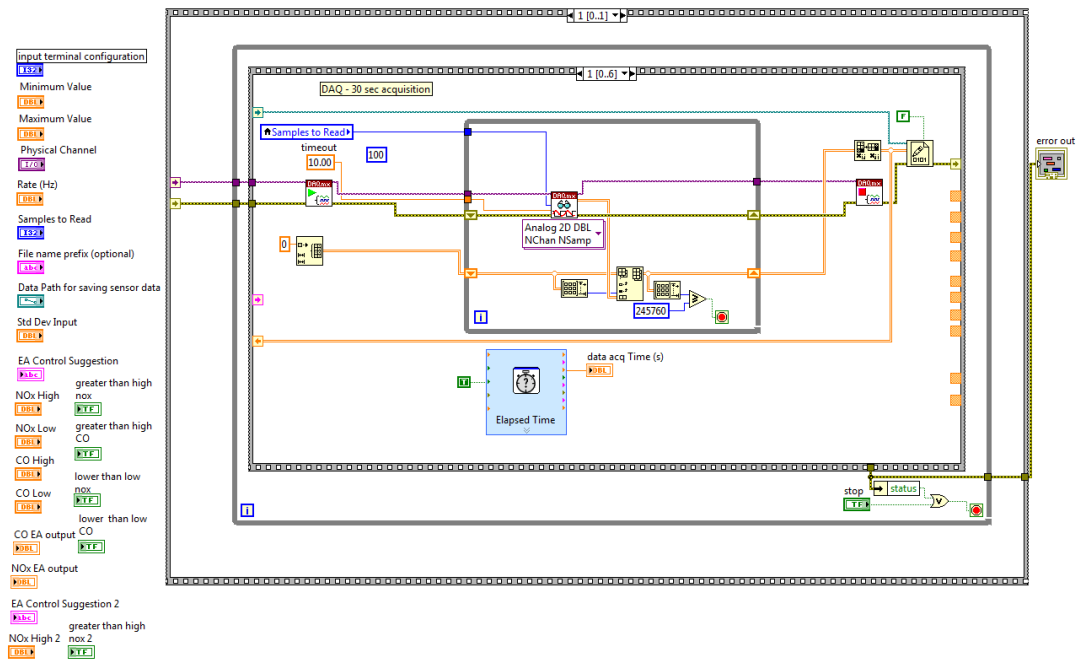 1 [0..1]
input terminal configuration
I32
Minimum Value
DBL
Maximum Value
DBL
Physical Channel
I/O
Rate (Hz)
DBL
Samples to Read
I32
File name prefix (optional)
abc
Data Path for saving sensor data
Std Dev Input
DBL
EA Control Suggestion
abc
NOx High
DBL
greater than high
nox
TF
NOx Low
DBL
greater than high
CO
TF
CO High
DBL
CO Low
DBL
lower than low
nox
TF
CO EA output
DBL
lower than low
CO
TF
NOx EA output
DBL
EA Control Suggestion 2
abc
NOx High 2
DBL
greater than high
nox 2
TF
1 [0..6]
DAQ - 30 sec acquisition
Samples to Read
timeout
10.00
100
DAQmx
DAQmx
Analog 2D DBL
NChan NSamp
0
245760
i
T
?
Elapsed Time
data acq Time (s)
DBL
F
0101
DAQmx
error out
status
stop
TF
V
i